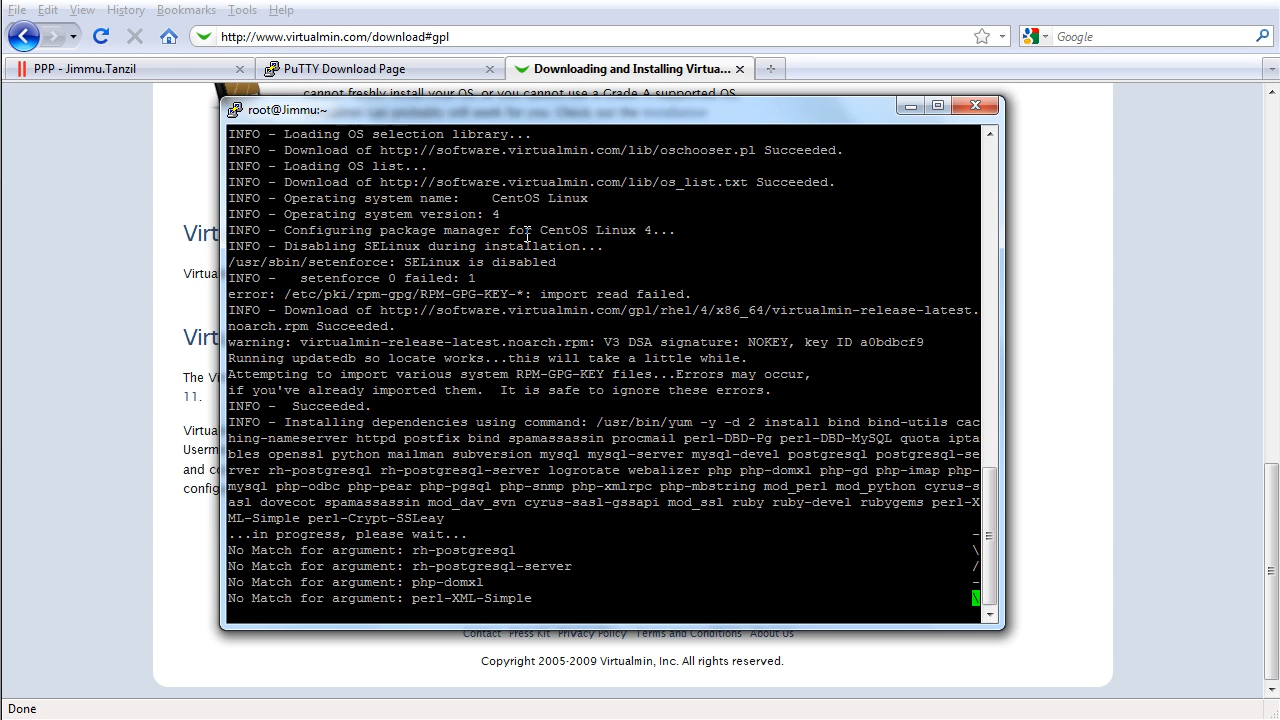 File Edit View History Bookmarks Tools Help
http://www.virtualmin.com/download#gpl
Google
PPP - Jimmu.Tanzil
PuTTY Download Page
Downloading and Installing Virtua...
cannot freshly install your OS, or you cannot use a Grade A supported OS
root@Jimmu:~
INFO - Loading OS selection library...
INFO - Download of http://software.virtualmin.com/lib/oschooser.pl Succeeded.
INFO - Loading OS list...
INFO - Download of http://software.virtualmin.com/lib/os_list.txt Succeeded.
INFO - Operating system name:    CentOS Linux
INFO - Operating system version: 4
INFO - Configuring package manager for CentOS Linux 4...
INFO - Disabling SELinux during installation...
/usr/sbin/setenforce: SELinux is disabled
INFO -   setenforce 0 failed: 1
error: /etc/pki/rpm-gpg/RPM-GPG-KEY-*: import read failed.
INFO - Download of http://software.virtualmin.com/gpl/rhel/4/x86_64/virtualmin-release-latest.
noarch.rpm Succeeded.
warning: virtualmin-release-latest.noarch.rpm: V3 DSA signature: NOKEY, key ID a0bdbcf9
Running updatedb so locate works...this will take a little while.
Attempting to import various system RPM-GPG-KEY files...Errors may occur,
if you've already imported them.  It is safe to ignore these errors.
INFO -  Succeeded.
INFO - Installing dependencies using command: /usr/bin/yum -y -d 2 install bind bind-utils cac
hing-nameserver httpd postfix bind spamassassin procmail perl-DBD-Pg perl-DBD-MySQL quota ipta
bles openssl python mailman subversion mysql mysql-server mysql-devel postgresql postgresql-se
rver rh-postgresql rh-postgresql-server logrotate webalizer php php-domxl php-gd php-imap php-
mysql php-odbc php-pear php-pgsql php-snmp php-xmlrpc php-mbstring mod_perl mod_python cyrus-s
asl dovecot spamassassin mod_dav_svn cyrus-sasl-gssapi mod_ssl ruby ruby-devel rubygems perl-X
ML-Simple perl-Crypt-SSLeay
...in progress, please wait... -
No Match for argument: rh-postgresql \
No Match for argument: rh-postgresql-server /
No Match for argument: php-domxl -
No Match for argument: perl-XML-Simple \
Virt
Virtua
Virt
The Vi
11.
Virtua
Userm
and co
config
Contact Press Kit Privacy Policy Terms and Conditions About Us
Copyright 2005-2009 Virtualmin, Inc. All rights reserved.
Done